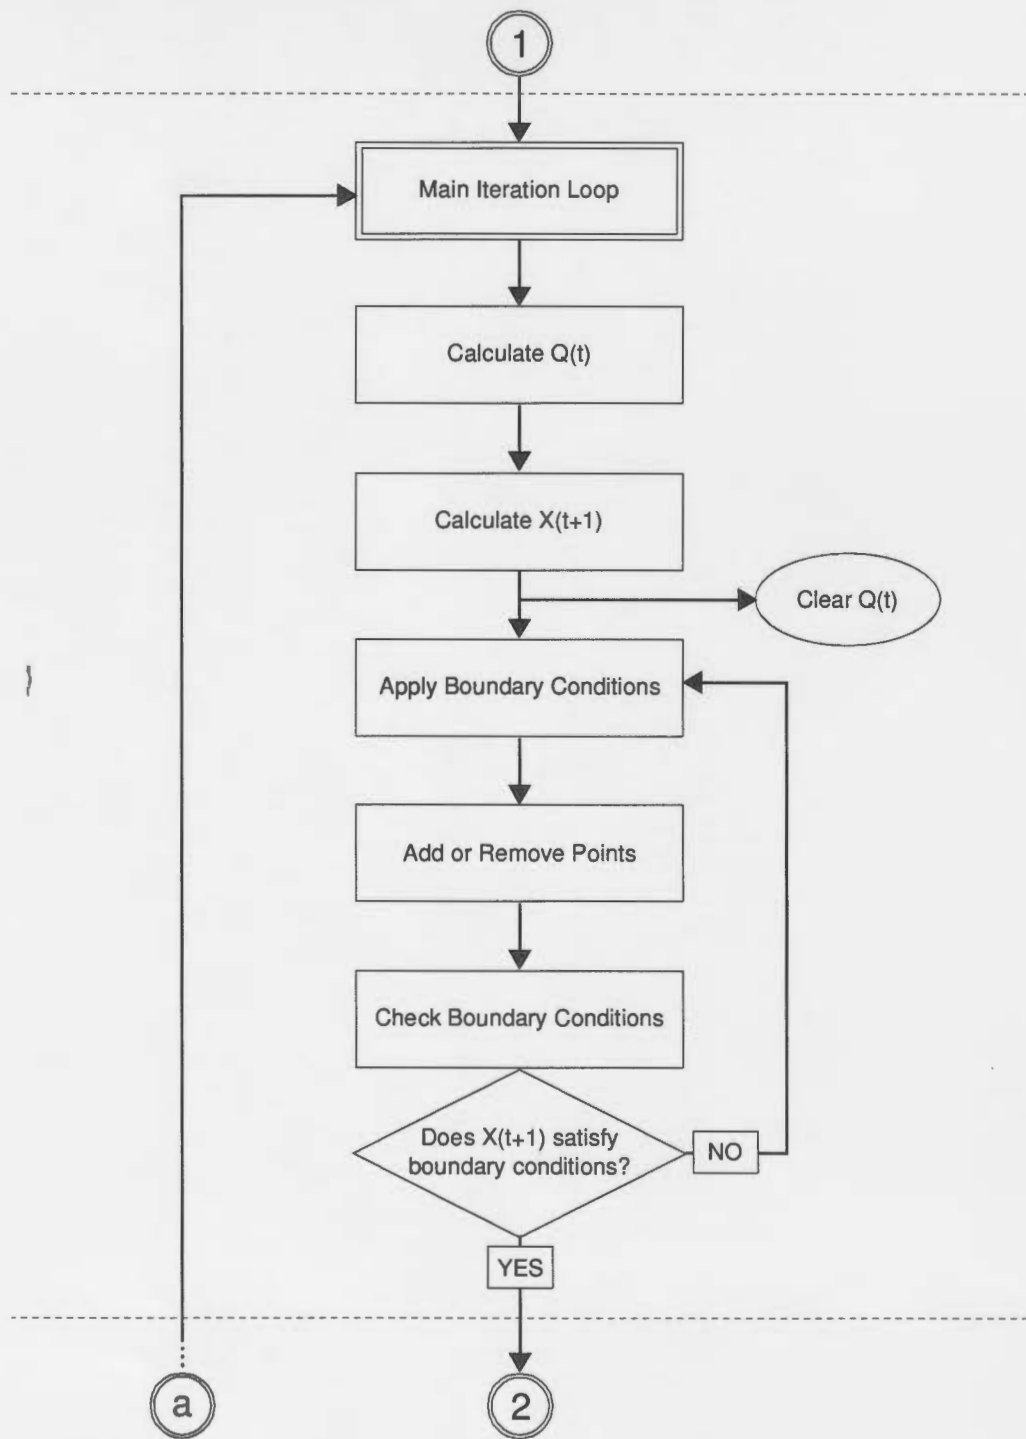 1
Main Iteration Loop
Calculate Q(t)
Calculate X(t+1)
Clear Q(t)
Apply Boundary Conditions
Add or Remove Points
Check Boundary Conditions
Does X(t+1) satisfy
boundary conditions?
NO
YES
a
2